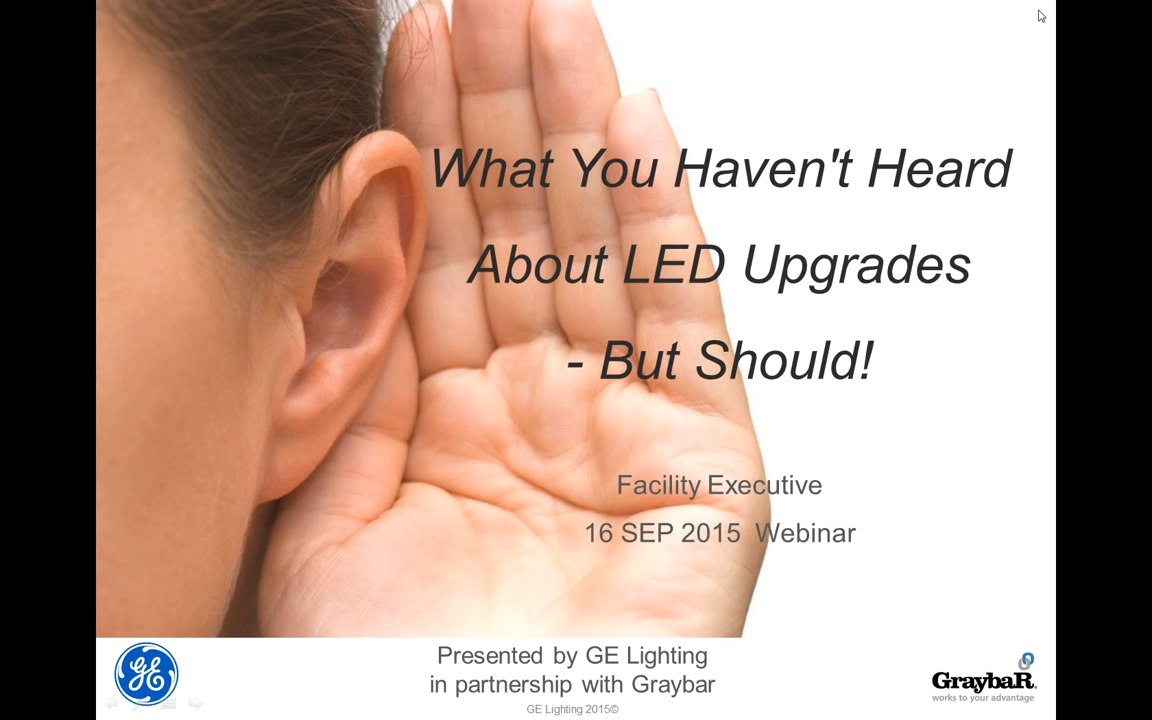 What You Haven't Heard
About LED Upgrades
- But Should!
Facility Executive
16 SEP 2015 Webinar
GE
Presented by GE Lighting
in partnership with Graybar
GE Lighting 2015©
GraybaR.
works to your advantage